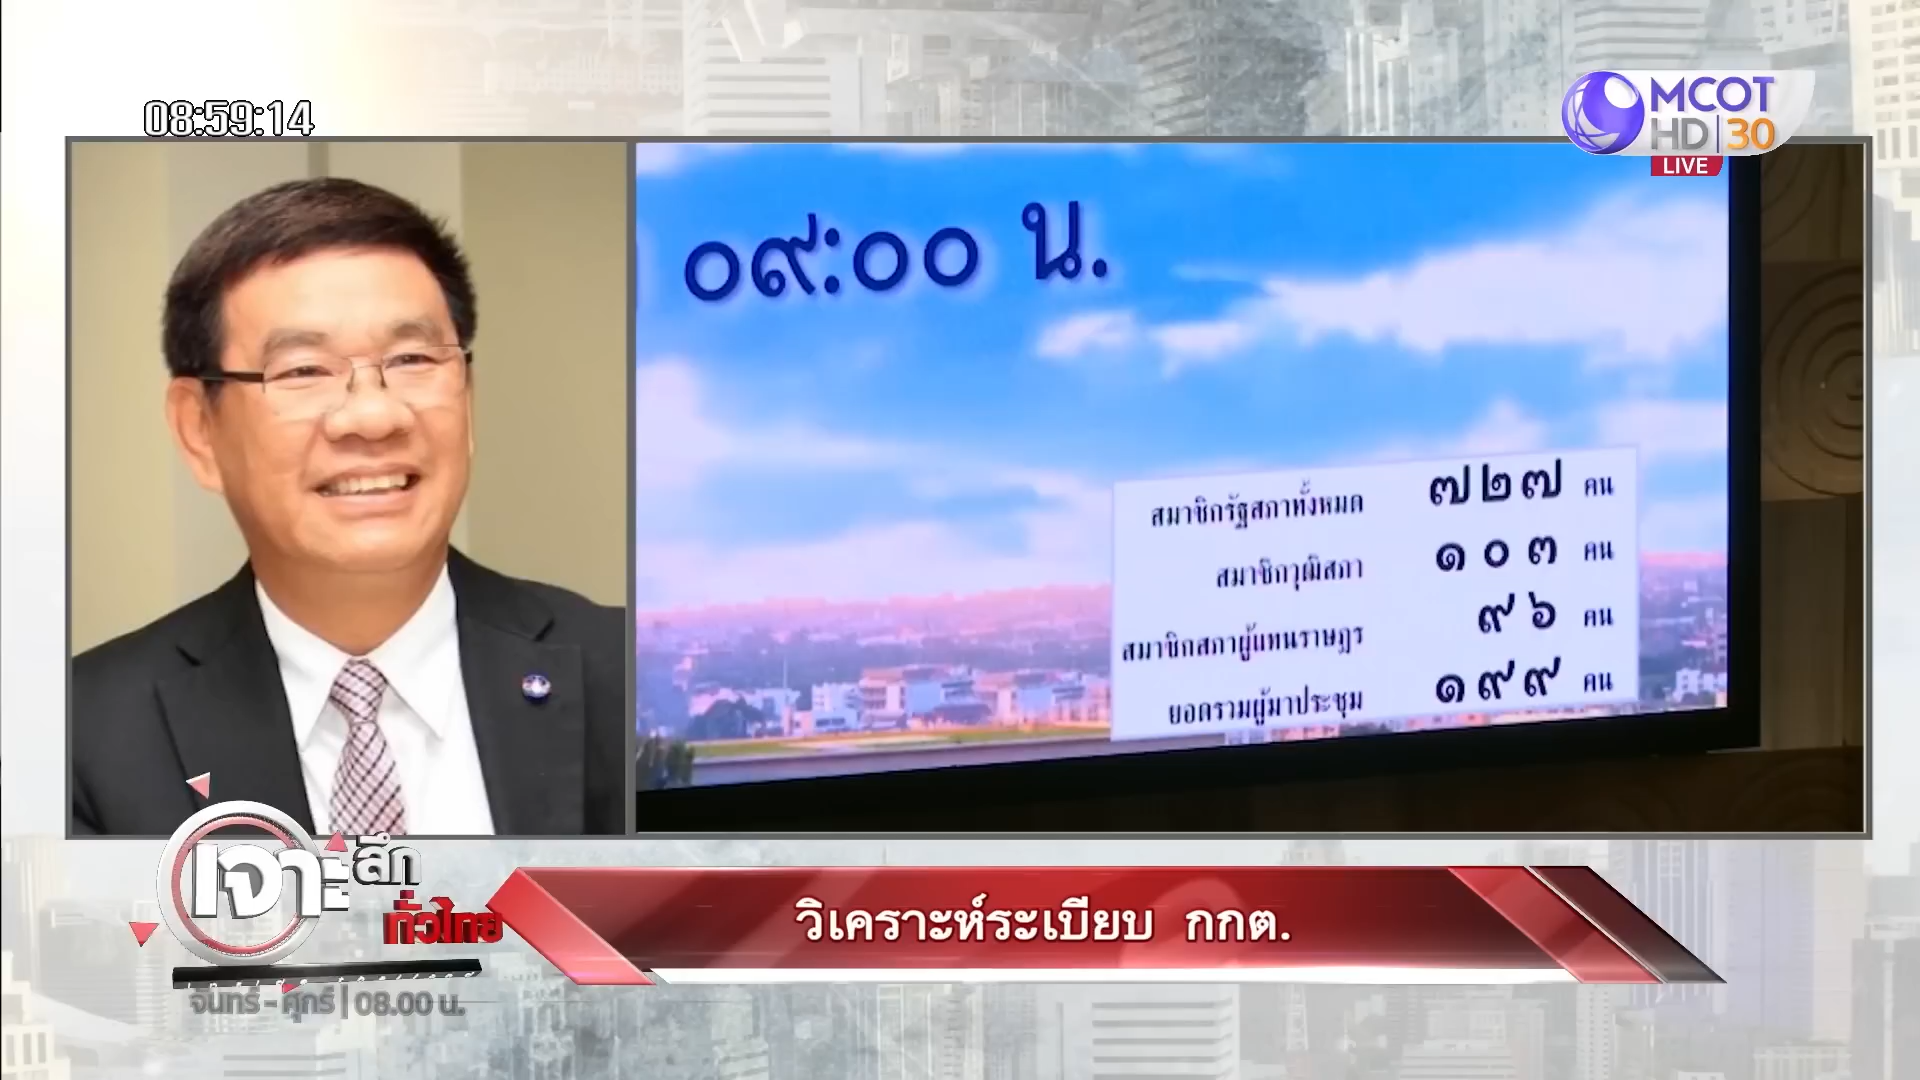 08:59:14
MCOT
HD|30
LIVE
๐๙:๐๐ น.
สมาชิกรัฐสภาทั้งหมด ๗๒๗ คน
สมาชิกวุฒิสภา ๑๐๓ คน
สมาชิกสภาผู้แทนราษฎร ๙๖ คน
ยอดรวมผู้มาประชุม ๑๙๙ คน
เจาะลึก
ทั่วไทย
วิเคราะห์ระเบียบ กกต.
จันทร์ - ศุกร์ | 08.00 น.